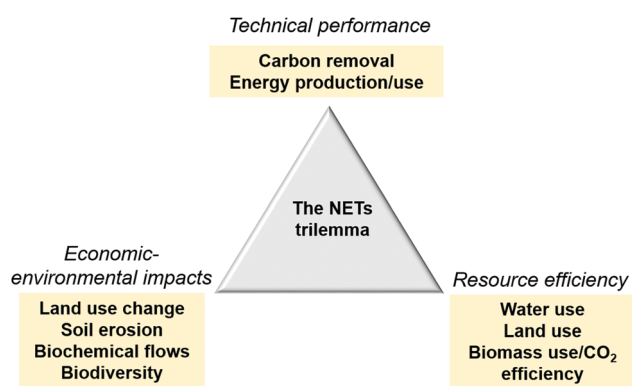 Technical performance
Carbon removal
Energy production/use
The NETs
trilemma
Economic-
environmental impacts
Land use change
Soil erosion
Biochemical flows
Biodiversity
Resource efficiency
Water use
Land use
Biomass use/CO₂
efficiency